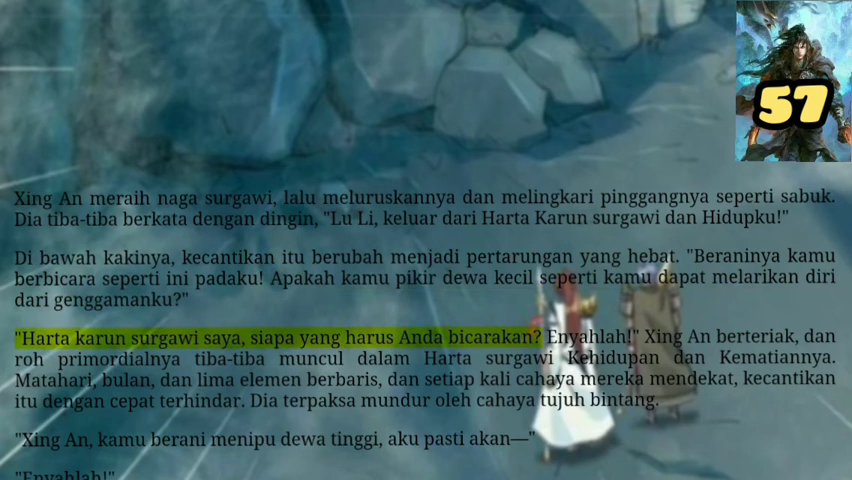 57
Xing An meraih naga surgawi, lalu meluruskannya dan melingkari pinggangnya seperti sabuk.
Dia tiba-tiba berkata dengan dingin, "Lu Li, keluar dari Harta Karun surgawi dan Hidupku!"
Di bawah kakinya, kecantikan itu berubah menjadi pertarungan yang hebat. "Beraninya kamu
berbicara seperti ini padaku! Apakah kamu pikir dewa kecil seperti kamu dapat melarikan diri
dari genggamanku?"
"Harta karun surgawi saya, siapa yang harus Anda bicarakan? Enyahlah!" Xing An berteriak, dan
roh primordialnya tiba-tiba muncul dalam Harta surgawi Kehidupan dan Kematiannya.
Matahari, bulan, dan lima elemen berbaris, dan setiap kali cahaya mereka mendekat, kecantikan
itu dengan cepat terhindar. Dia terpaksa mundur oleh cahaya tujuh bintang.
"Xing An, kamu berani menipu dewa tinggi, aku pasti akan—"
"Enyahlah!"